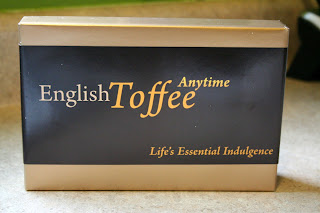 Anytime
English Toffee
Life's Essential Indulgence